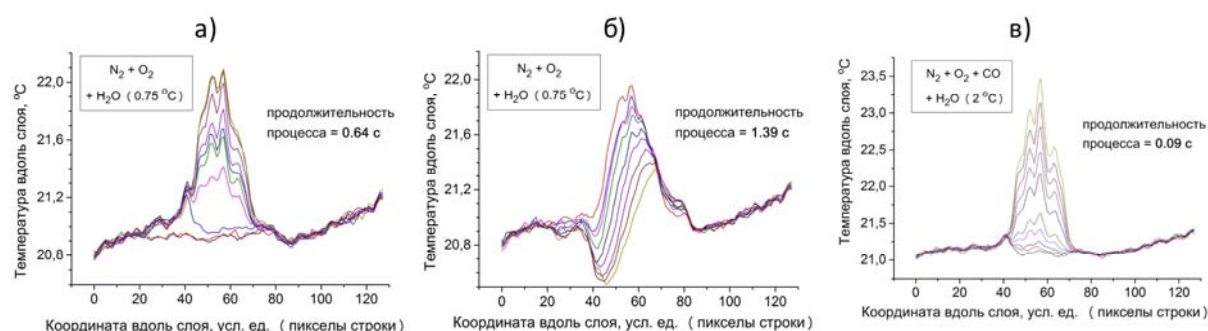 а)
Температура вдоль слоя, °C
22,0
21,6
21,2
20,8
N₂ + O₂
+ H₂O (0.75 °C)
продолжительность
процесса = 0.64 с
0 20 40 60 80 100 120
Координата вдоль слоя, усл. ед. (пикселы строки)
б)
Температура вдоль слоя, °C
22,0
21,6
21,2
20,8
N₂ + O₂
+ H₂O (0.75 °C)
продолжительность
процесса = 1.39 с
0 20 40 60 80 100 120
Координата вдоль слоя, усл. ед. (пикселы строки)
в)
Температура вдоль слоя, °C
23,5
23,0
22,5
22,0
21,5
21,0
N₂ + O₂ + CO
+ H₂O (2 °C)
продолжительность
процесса = 0.09 с
0 20 40 60 80 100 120
Координата вдоль слоя, усл. ед. (пикселы строки)